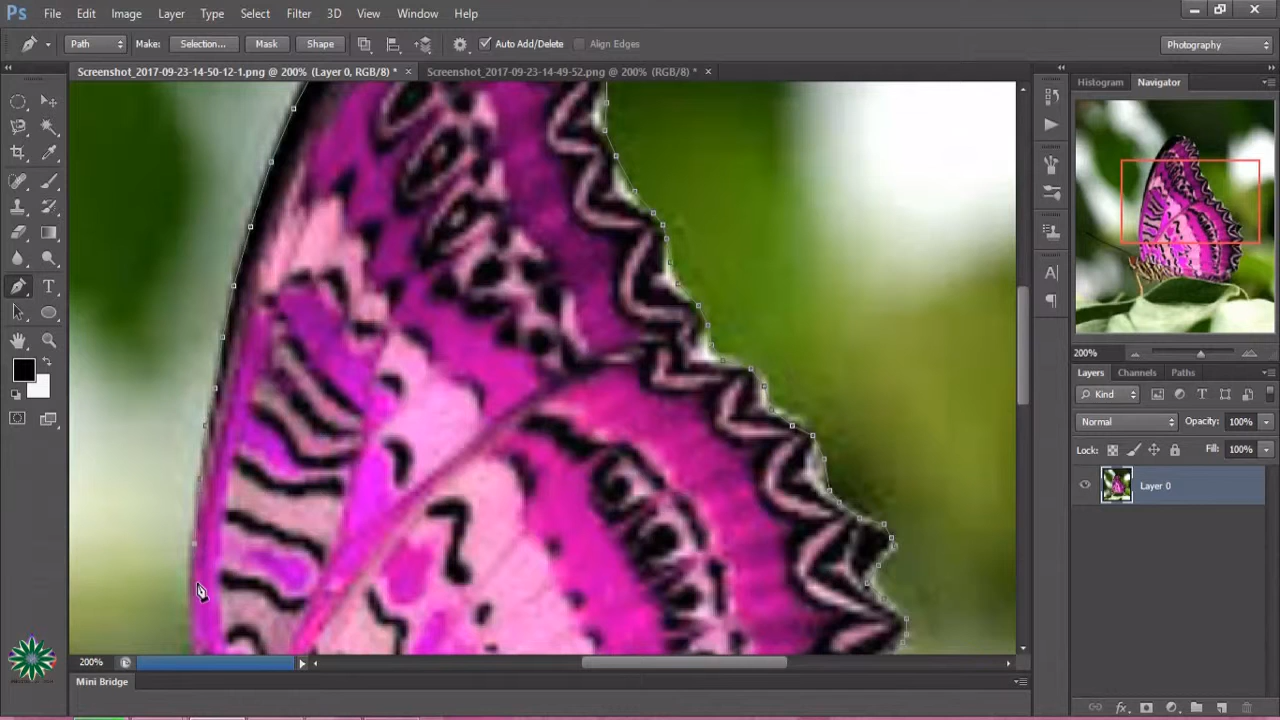 Ps File Edit Image Layer Type Select Filter 3D View Window Help
Path Make: Selection... Mask Shape Auto Add/Delete Align Edges Photography
Screenshot_2017-09-23-14-50-12-1.png @ 200% (Layer 0, RGB/8) * × Screenshot_2017-09-23-14-49-52.png @ 200% (RGB/8) * ×
Histogram Navigator
T
A
200%
Layers Channels Paths
Kind
T
Normal Opacity: 100%
Lock: Fill: 100%
Layer 0
200%
Mini Bridge
fx